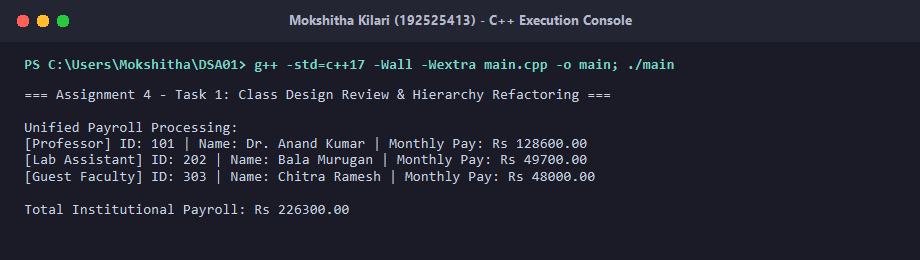 Mokshitha Kilari (192525413) - C++ Execution Console
PS C:\Users\Mokshitha\DSA01> g++ -std=c++17 -Wall -Wextra main.cpp -o main; ./main
=== Assignment 4 - Task 1: Class Design Review & Hierarchy Refactoring ===
Unified Payroll Processing:
[Professor] ID: 101 | Name: Dr. Anand Kumar | Monthly Pay: Rs 128600.00
[Lab Assistant] ID: 202 | Name: Bala Murugan | Monthly Pay: Rs 49700.00
[Guest Faculty] ID: 303 | Name: Chitra Ramesh | Monthly Pay: Rs 48000.00
Total Institutional Payroll: Rs 226300.00